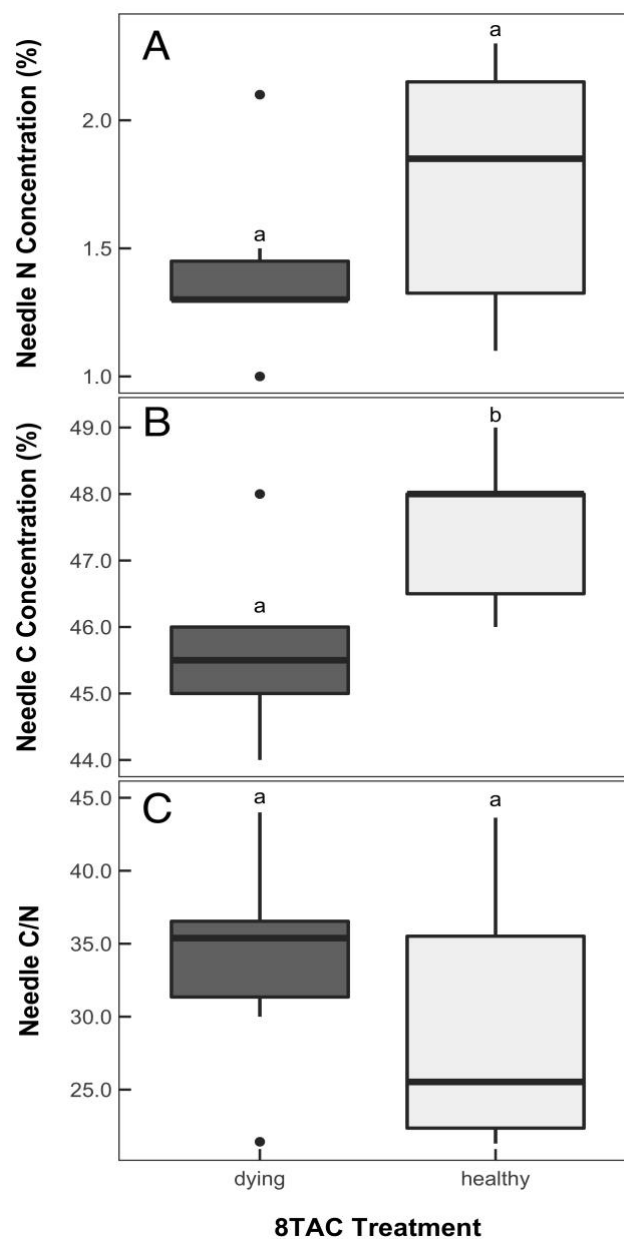 A
a
a
Needle N Concentration (%)
2.0
1.5
1.0
B
a
b
Needle C Concentration (%)
49.0
48.0
47.0
46.0
45.0
44.0
C
a
a
Needle C/N
45.0
40.0
35.0
30.0
25.0
dying healthy
8TAC Treatment